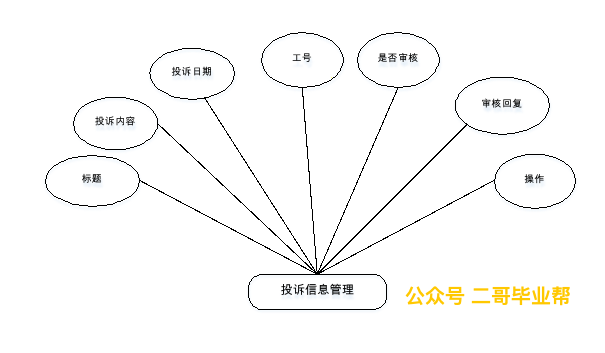 工号
是否审核
投诉日期
审核回复
投诉内容
标题
操作
投诉信息管理
公众号 二哥毕业帮